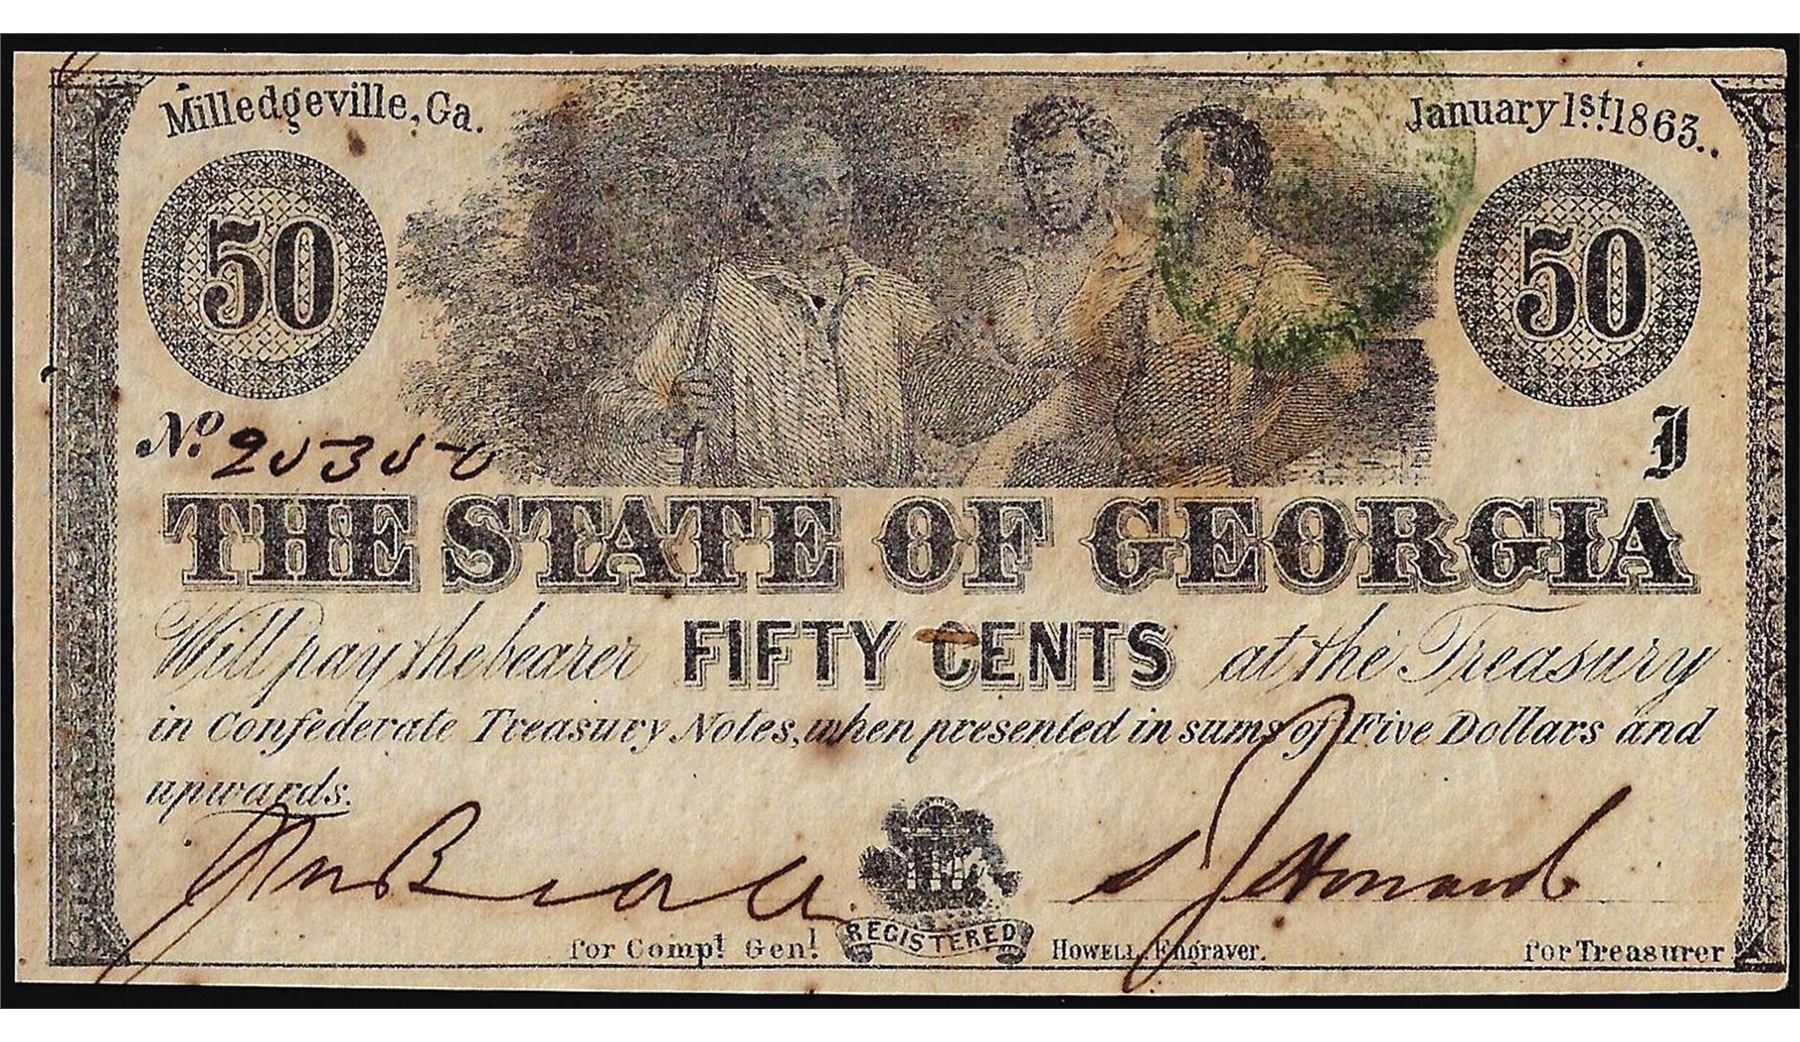 Milledgeville, Ga.
January 1st. 1863..
50
50
No. 25350
J
THE STATE OF GEORGIA
Will pay the bearer FIFTY CENTS at the Treasury
in Confederate Treasury Notes, when presented in sums of Five Dollars and
upwards.
for Compt Genl
REGISTERED
HOWELL, Engraver.
for Treasurer